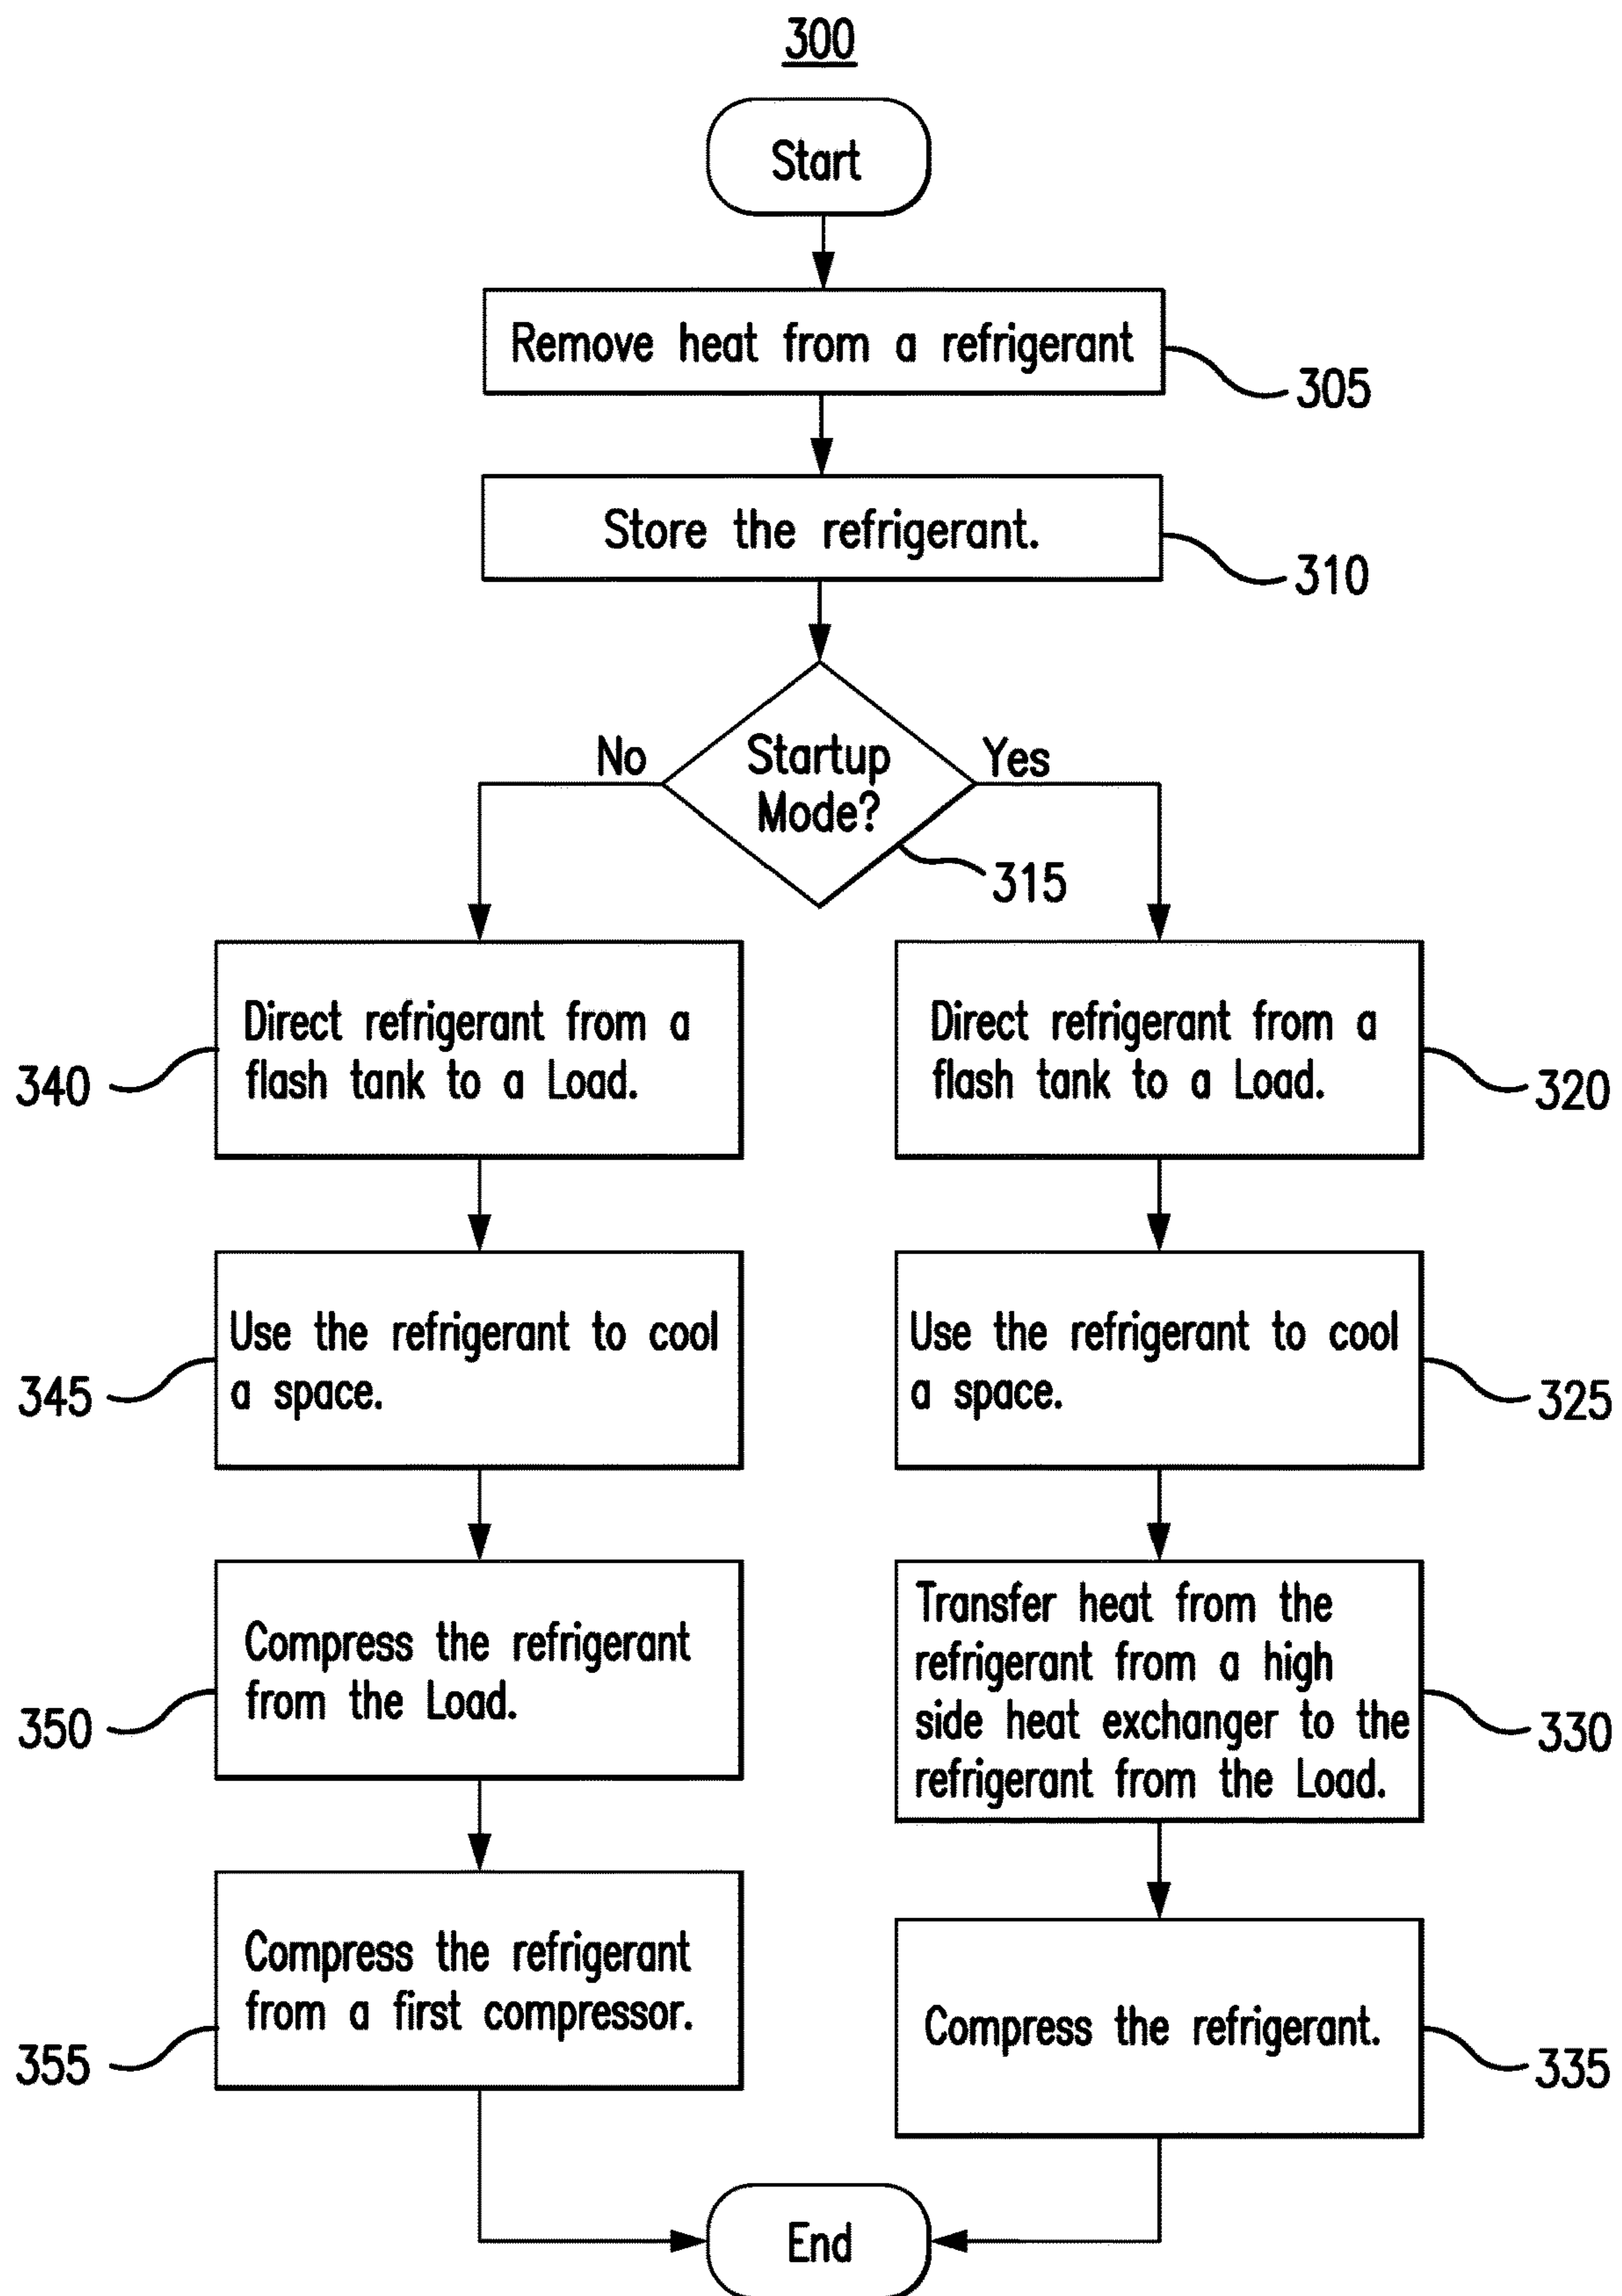 300
Start
Remove heat from a refrigerant
305
Store the refrigerant.
310
Startup
Mode?
No
Yes
315
Direct refrigerant from a
flash tank to a Load.
340
Direct refrigerant from a
flash tank to a Load.
320
Use the refrigerant to cool
a space.
345
Use the refrigerant to cool
a space.
325
Compress the refrigerant
from the Load.
350
Transfer heat from the
refrigerant from a high
side heat exchanger to the
refrigerant from the Load.
330
Compress the refrigerant
from a first compressor.
355
Compress the refrigerant.
335
End